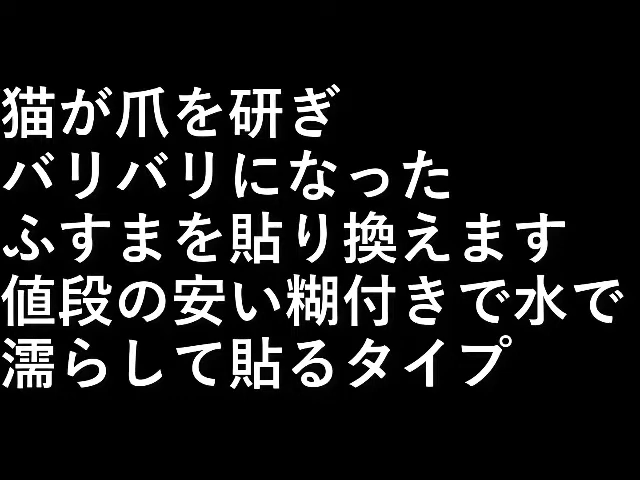 猫が爪を研ぎ
バリバリになった
ふすまを貼り換えます
値段の安い糊付きで水で
濡らして貼るタイプ